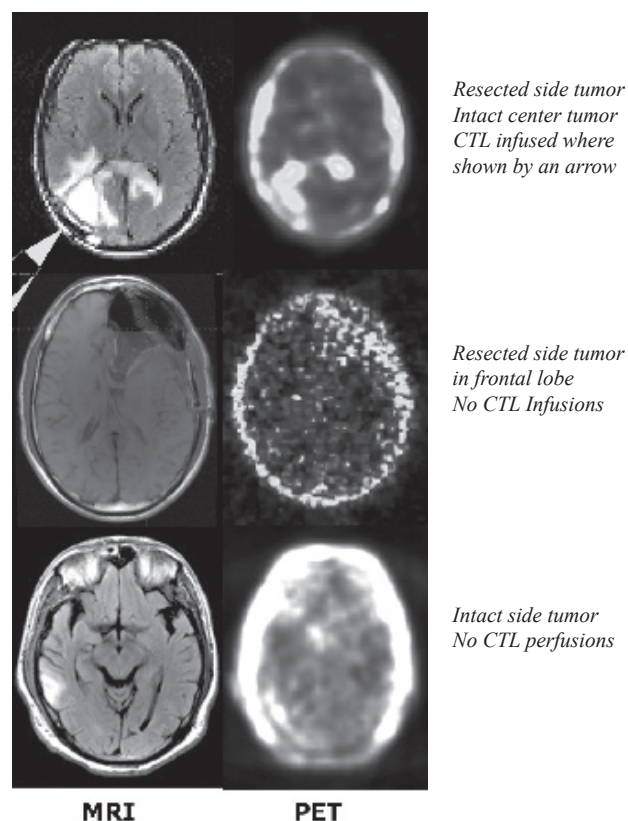 Resected side tumor
Intact center tumor
CTL infused where
shown by an arrow
Resected side tumor
in frontal lobe
No CTL Infusions
Intact side tumor
No CTL perfusions
MRI PET